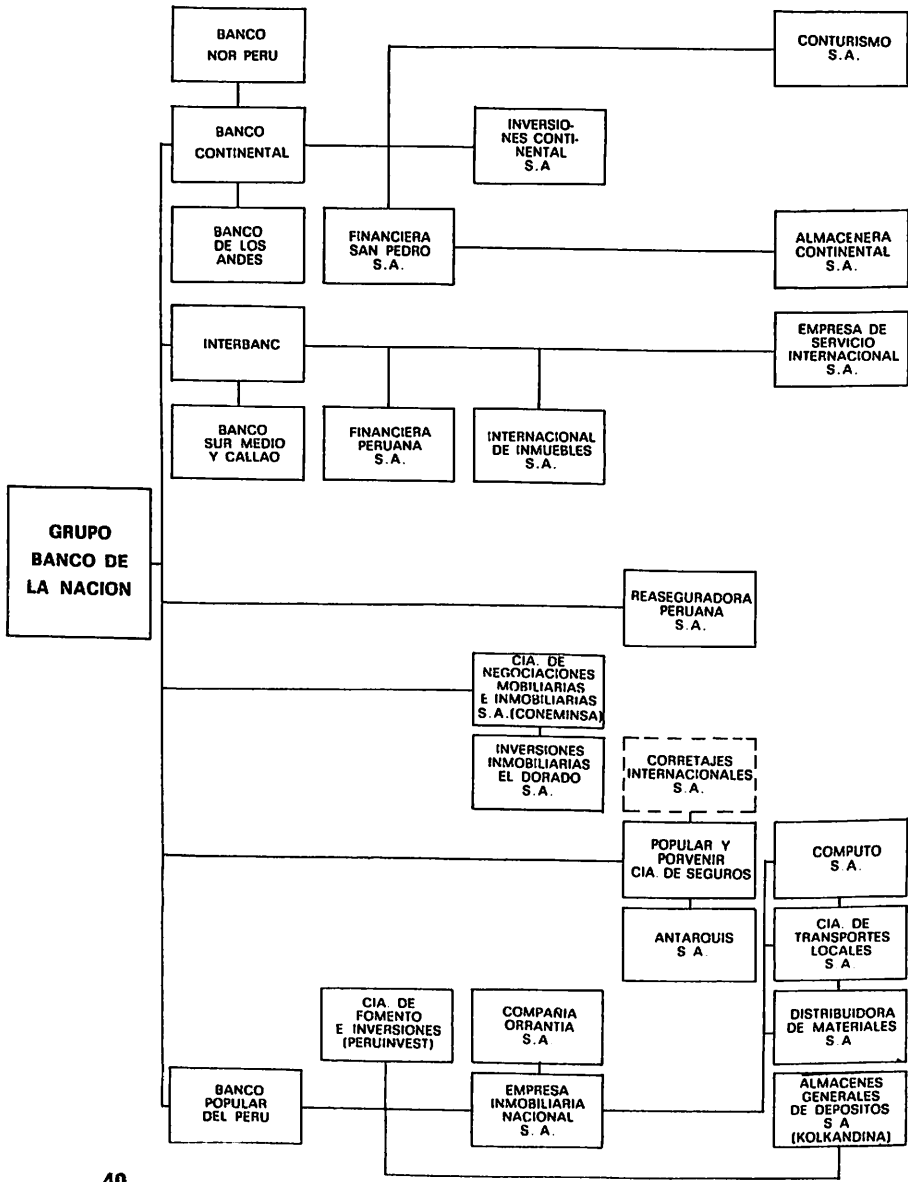 BANCO
NOR PERU
CONTURISMO
S.A.
BANCO
CONTINENTAL
INVERSIO-
NES CONTI-
NENTAL
S.A
BANCO
DE LOS
ANDES
FINANCIERA
SAN PEDRO
S.A.
ALMACENERA
CONTINENTAL
S.A.
INTERBANC
EMPRESA DE
SERVICIO
INTERNACIONAL
S.A.
BANCO
SUR MEDIO
Y CALLAO
FINANCIERA
PERUANA
S.A.
INTERNACIONAL
DE INMUEBLES
S.A.
GRUPO
BANCO DE
LA NACION
REASEGURADORA
PERUANA
S.A.
CIA. DE
NEGOCIACIONES
MOBILIARIAS
E INMOBILIARIAS
S.A.(CONEMINSA)
INVERSIONES
INMOBILIARIAS
EL DORADO
S.A.
CORRETAJES
INTERNACIONALES
S.A.
POPULAR Y
PORVENIR
CIA. DE SEGUROS
COMPUTO
S.A.
ANTARQUIS
S A.
CIA. DE
TRANSPORTES
LOCALES
S A.
CIA. DE
FOMENTO
E INVERSIONES
(PERUINVEST)
COMPAÑIA
ORRANTIA
S.A
DISTRIBUIDORA
DE MATERIALES
S A
BANCO
POPULAR
DEL PERU
EMPRESA
INMOBILIARIA
NACIONAL
S.A.
ALMACENES
GENERALES
DE DEPOSITOS
S A
(KOLKANDINA)
40